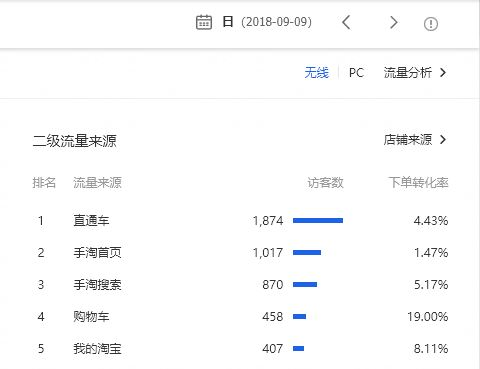 日（2018-09-09）
无线 PC 流量分析
二级流量来源 店铺来源
排名 流量来源 访客数 下单转化率
1 直通车 1,874 4.43%
2 手淘首页 1,017 1.47%
3 手淘搜索 870 5.17%
4 购物车 458 19.00%
5 我的淘宝 407 8.11%